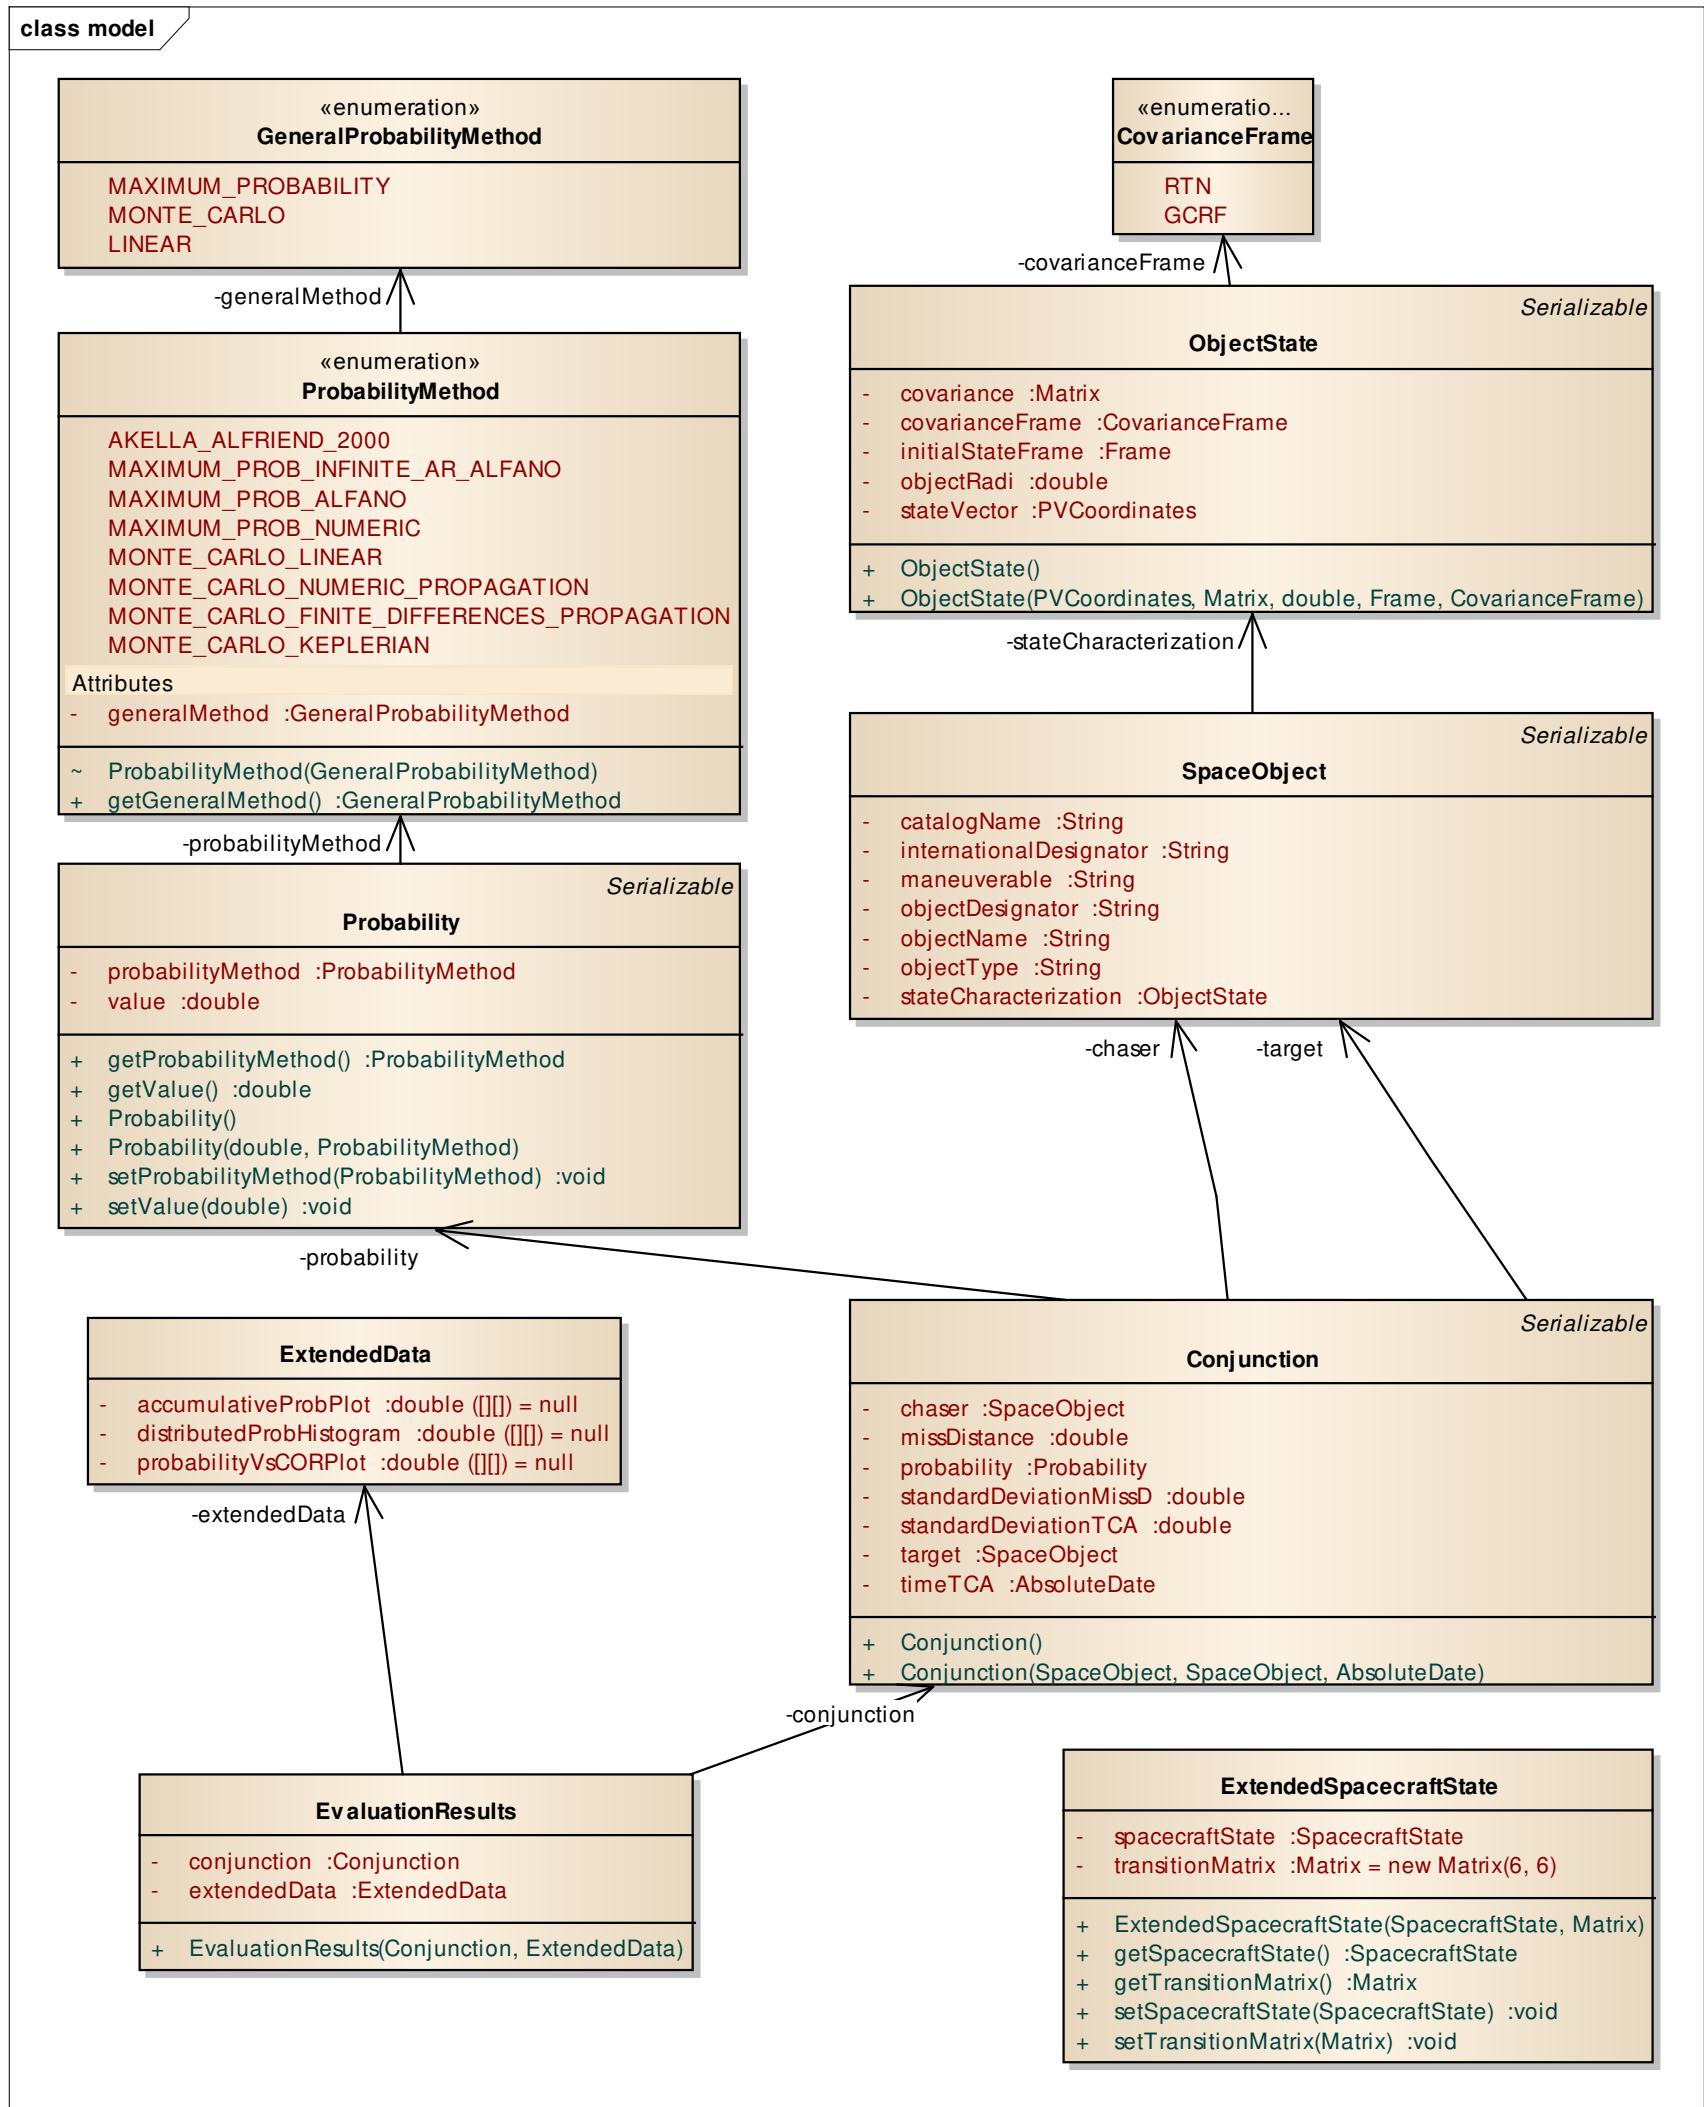 class model
«enumeration»
GeneralProbabilityMethod
MAXIMUM_PROBABILITY
MONTE_CARLO
LINEAR
-generalMethod
«enumeration»
ProbabilityMethod
AKELLA_ALFRIEND_2000
MAXIMUM_PROB_INFINITE_AR_ALFANO
MAXIMUM_PROB_ALFANO
MAXIMUM_PROB_NUMERIC
MONTE_CARLO_LINEAR
MONTE_CARLO_NUMERIC_PROPAGATION
MONTE_CARLO_FINITE_DIFFERENCES_PROPAGATION
MONTE_CARLO_KEPLERIAN
Attributes
- generalMethod :GeneralProbabilityMethod
~ ProbabilityMethod(GeneralProbabilityMethod)
+ getGeneralMethod() :GeneralProbabilityMethod
-probabilityMethod
Serializable
Probability
- probabilityMethod :ProbabilityMethod
- value :double
+ getProbabilityMethod() :ProbabilityMethod
+ getValue() :double
+ Probability()
+ Probability(double, ProbabilityMethod)
+ setProbabilityMethod(ProbabilityMethod) :void
+ setValue(double) :void
-probability
«enumeratio...
CovarianceFrame
RTN
GCRF
-covarianceFrame
Serializable
ObjectState
- covariance :Matrix
- covarianceFrame :CovarianceFrame
- initialStateFrame :Frame
- objectRadi :double
- stateVector :PVCoordinates
+ ObjectState()
+ ObjectState(PVCoordinates, Matrix, double, Frame, CovarianceFrame)
-stateCharacterization
Serializable
SpaceObject
- catalogName :String
- internationalDesignator :String
- maneuverable :String
- objectDesignator :String
- objectName :String
- objectType :String
- stateCharacterization :ObjectState
-chaser
-target
Serializable
Conjunction
- chaser :SpaceObject
- missDistance :double
- probability :Probability
- standardDeviationMissD :double
- standardDeviationTCA :double
- target :SpaceObject
- timeTCA :AbsoluteDate
+ Conjunction()
+ Conjunction(SpaceObject, SpaceObject, AbsoluteDate)
-conjunction
ExtendedData
- accumulativeProbPlot :double ([][]) = null
- distributedProbHistogram :double ([][]) = null
- probabilityVsCORPlot :double ([][]) = null
-extendedData
EvaluationResults
- conjunction :Conjunction
- extendedData :ExtendedData
+ EvaluationResults(Conjunction, ExtendedData)
ExtendedSpacecraftState
- spacecraftState :SpacecraftState
- transitionMatrix :Matrix = new Matrix(6, 6)
+ ExtendedSpacecraftState(SpacecraftState, Matrix)
+ getSpacecraftState() :SpacecraftState
+ getTransitionMatrix() :Matrix
+ setSpacecraftState(SpacecraftState) :void
+ setTransitionMatrix(Matrix) :void